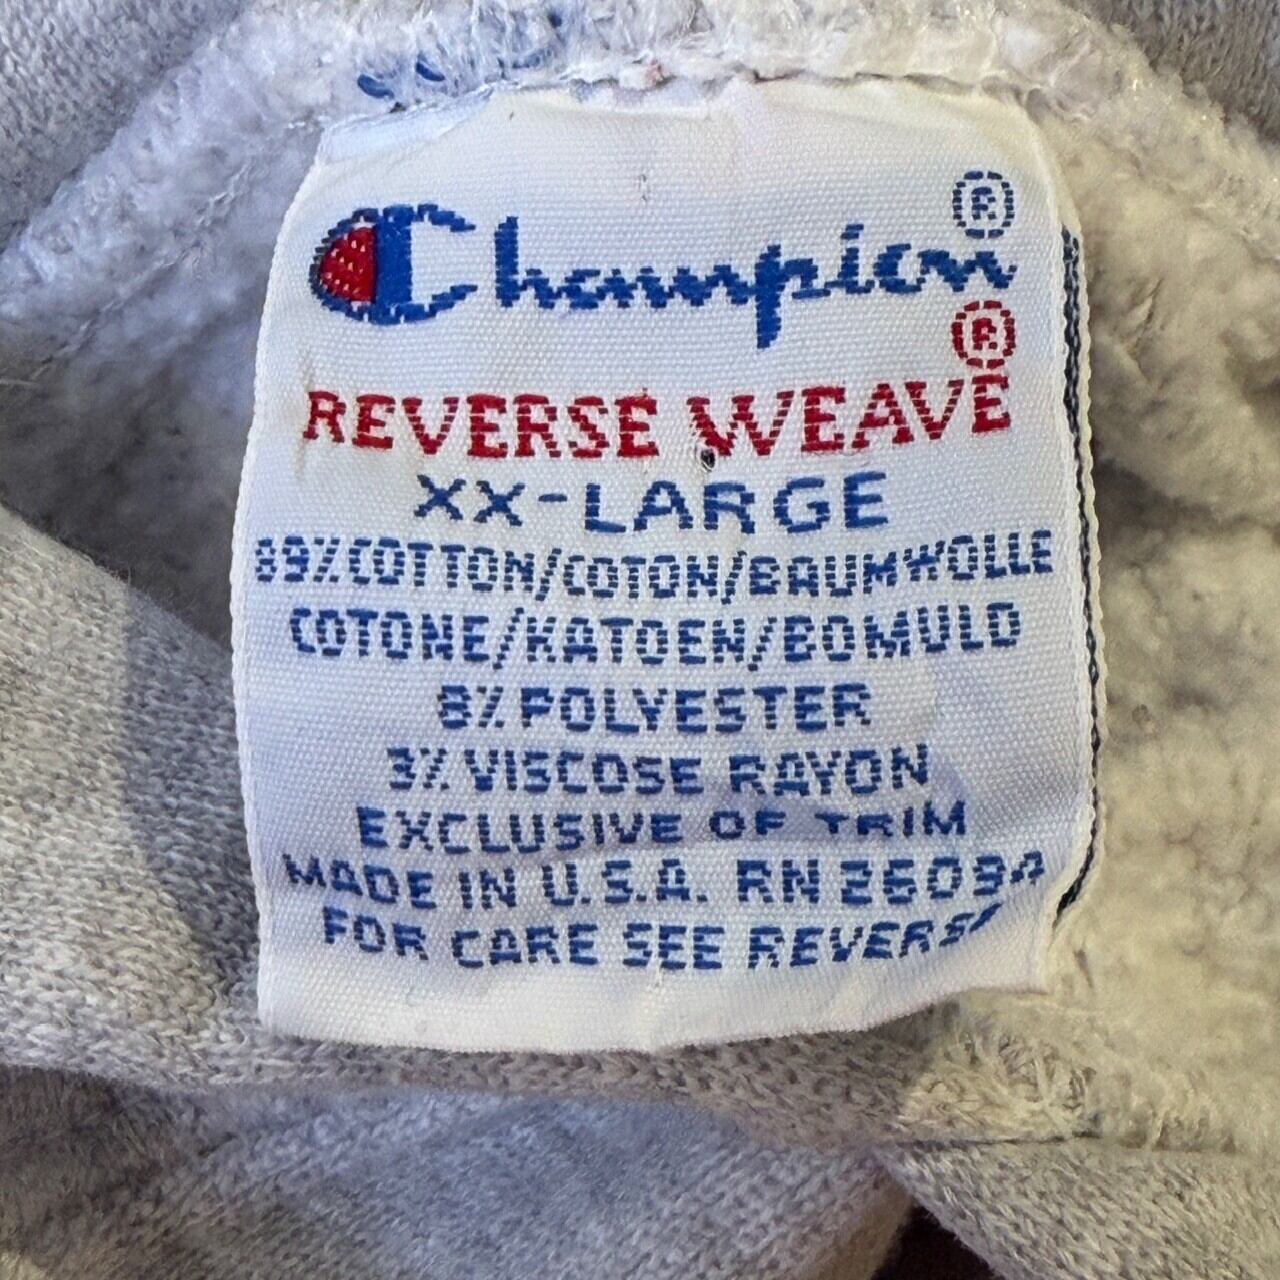 Champion®
REVERSE WEAVE®
XX-LARGE
89% COTTON/COTON/BAUMWOLLE
COTONE/KATOEN/BOMULD
8% POLYESTER
3% VISCOSE RAYON
EXCLUSIVE OF TRIM
MADE IN U.S.A. RN 26094
FOR CARE SEE REVERSE